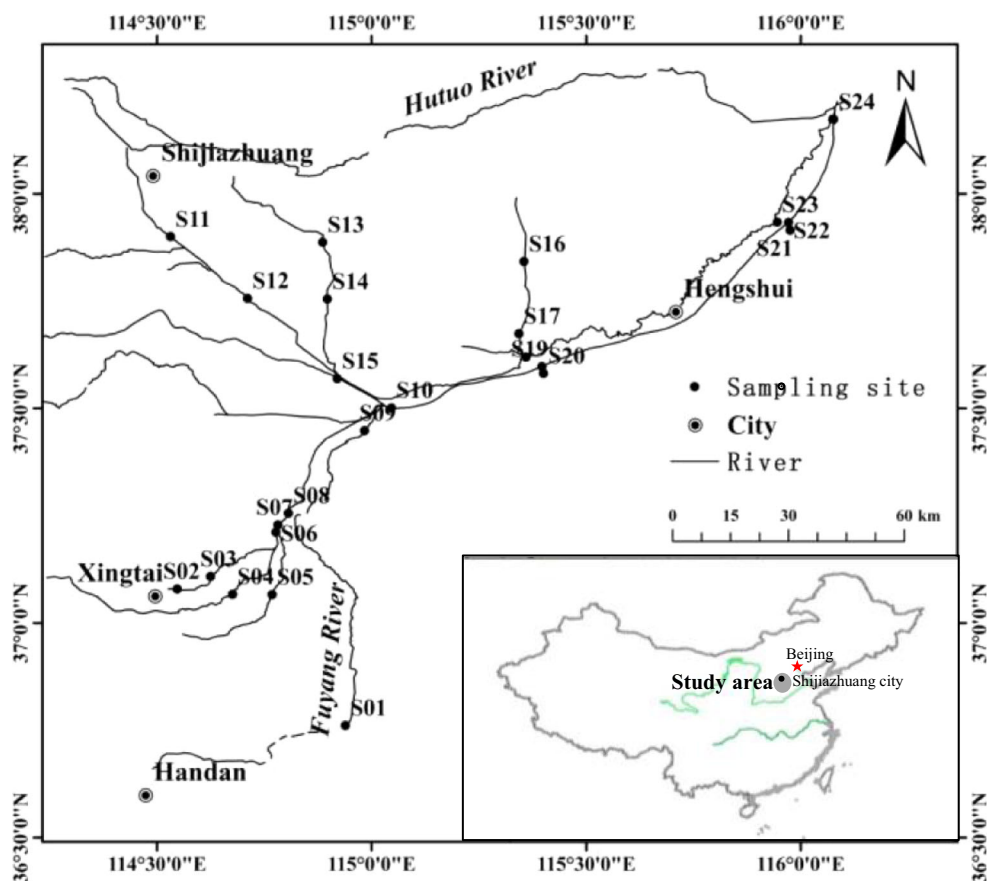 114°30'0"E 115°0'0"E 115°30'0"E 116°0'0"E
Hutuo River
N
S24
Shijiazhuang
38°0'0"N 38°0'0"N
S23
S11 S13
S22
S21
S16
S12 S14
Hengshui
S17
S19 S20
S15
S10
Sampling site
37°30'0"N 37°30'0"N
S09
City
River
S08
S07
S06
0 15 30 60 km
Xingtai S02 S03
S04 S05
37°0'0"N 37°0'0"N
Fuyang River
Beijing
Study area Shijiazhuang city
S01
Handan
36°30'0"N 36°30'0"N
114°30'0"E 115°0'0"E 115°30'0"E 116°0'0"E